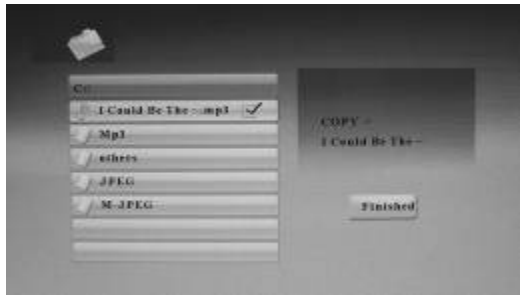 C:
I Could Be The~.mp3
Mp3
others
JPEG
M-JPEG
COPY ~
I Could Be The~
Finished